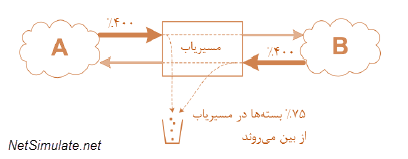 ٪۴۰۰
A
مسیریاب
B
٪۴۰۰
۷۵٪ بسته‌ها در مسیریاب
از بین می‌روند
NetSimulate.net